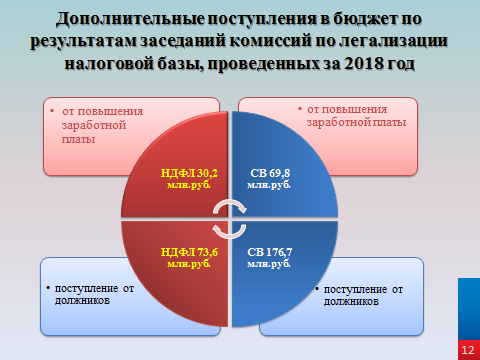 Дополнительные поступления в бюджет по
результатам заседаний комиссий по легализации
налоговой базы, проведенных за 2018 год
• от повышения
заработной
платы
• от повышения
заработной платы
НДФЛ 30,2
млн.руб.
СВ 69,8
млн.руб.
НДФЛ 73,6
млн.руб.
СВ 176,7
млн.руб.
• поступление от
должников
• поступление от
должников
12